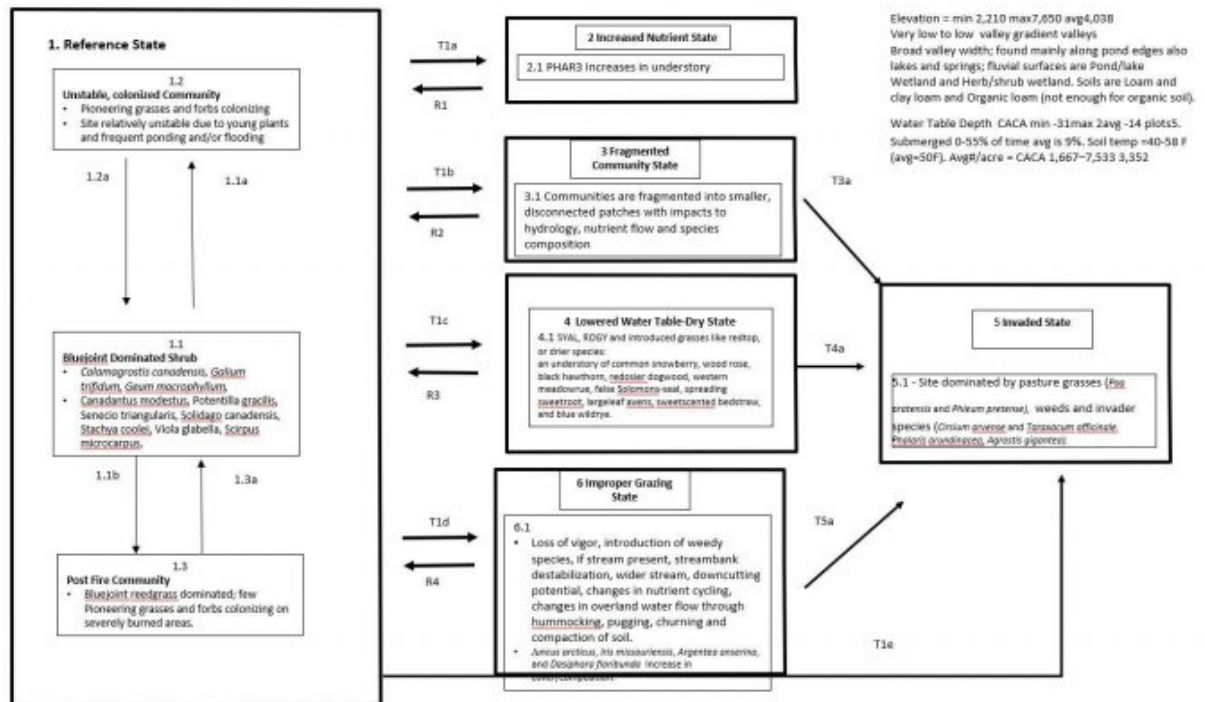 1. Reference State
1.2
Unstable, colonized Community
• Pioneering grasses and forbs colonizing
• Site relatively unstable due to young plants
and frequent ponding and/or flooding
1.2a
1.1a
1.1
Bluejoint Dominated Shrub
• Calamagrostis canadensis, Galium
trifidum, Geum macrophyllum,
• Canadantus modestus, Potentilla gracilis,
Senecio triangularis, Solidago canadensis,
Stachya coolei, Viola glabella, Scirpus
microcarpus,
1.1b
1.3a
1.3
Post Fire Community
• Bluejoint reedgrass dominated; few
Pioneering grasses and forbs colonizing on
severely burned areas.
T1a
R1
T1b
R2
T1c
R3
T1d
R4
2 Increased Nutrient State
2.1 PHAR3 Increases in understory
3 Fragmented
Community State
3.1 Communities are fragmented into smaller,
disconnected patches with impacts to
hydrology, nutrient flow and species
composition
4 Lowered Water Table-Dry State
4.1 SYAL, ROGY and introduced grasses like redtop,
or drier species:
an understory of common snowberry, wood rose,
black hawthorn, redosier dogwood, western
meadowrue, false Solomons-seal, spreading
sweetroot, largeleaf avens, sweetscented bedstraw,
and blue wildrye.
6 Improper Grazing
State
6.1
• Loss of vigor, introduction of weedy
species, if stream present, streambank
destabilization, wider stream, downcutting
potential, changes in nutrient cycling,
changes in overland water flow through
hummocking, pugging, churning and
compaction of soil.
• Juncus arcticus, Iris missouriensis, Argentea anserina,
and Dasiphora floribunda increase in
cover/composition.
T3a
T4a
T5a
T1e
Elevation = min 2,210 max7,650 avg4,038
Very low to low valley gradient valleys
Broad valley width; found mainly along pond edges also
lakes and springs; fluvial surfaces are Pond/lake
Wetland and Herb/shrub wetland. Soils are Loam and
clay loam and Organic loam (not enough for organic soil).
Water Table Depth CACA min -31max 2avg -14 plots5.
Submerged 0-55% of time avg is 9%. Soil temp =40-58 F
(avg=50F). Avg#/acre = CACA 1,667–7,533 3,352
5 Invaded State
5.1 - Site dominated by pasture grasses (Poa
pratensis and Phleum pretense), weeds and invader
species (Cirsium arvense and Taraxacum officinale,
Phalaris arundinacea, Agrostis gigantea).